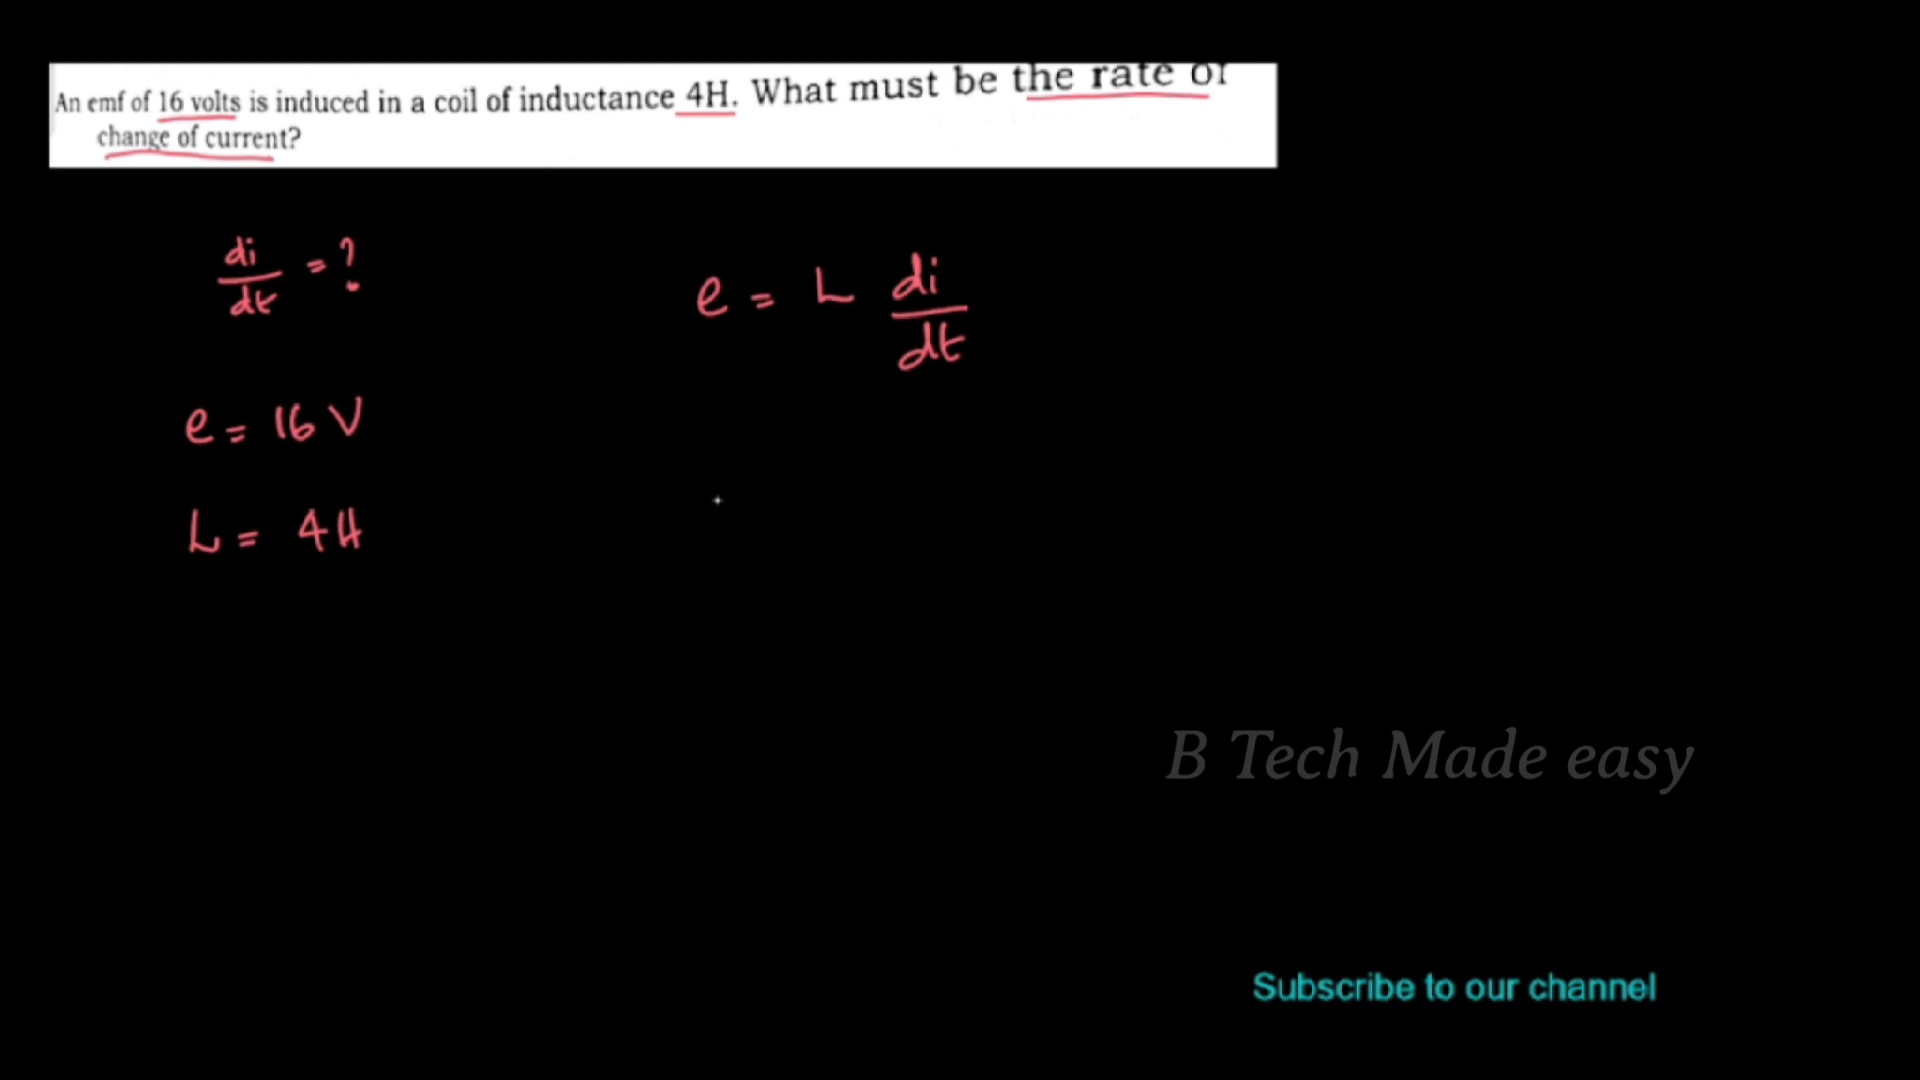 An emf of 16 volts is induced in a coil of inductance 4H. What must be the rate of
change of current?
di/dt = ?
e = L di/dt
e = 16 V
L = 4H
B Tech Made easy
Subscribe to our channel